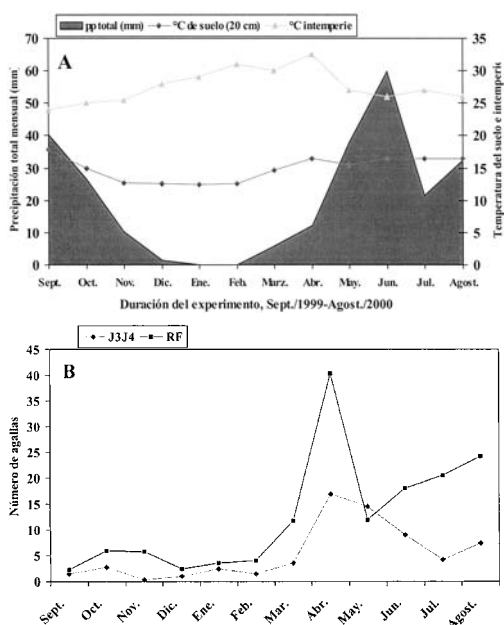 pp total (mm) °C de suelo (20 cm) °C intemperie
A
Precipitación total mensual (mm)
70
60
50
40
30
20
10
0
35
30
25
20
15
10
5
0
Temperatura del suelo e intemperie
Sept. Oct. Nov. Dic. Ene. Feb. Marz. Abr. May. Jun. Jul. Agost.
Duración del experimento, Sept./1999-Agost./2000
J3J4 RF
B
Número de agallas
45
40
35
30
25
20
15
10
5
0
Sept. Oct. Nov. Dic. Ene. Feb. Mar. Abr. May. Jun. Jul. Agost.